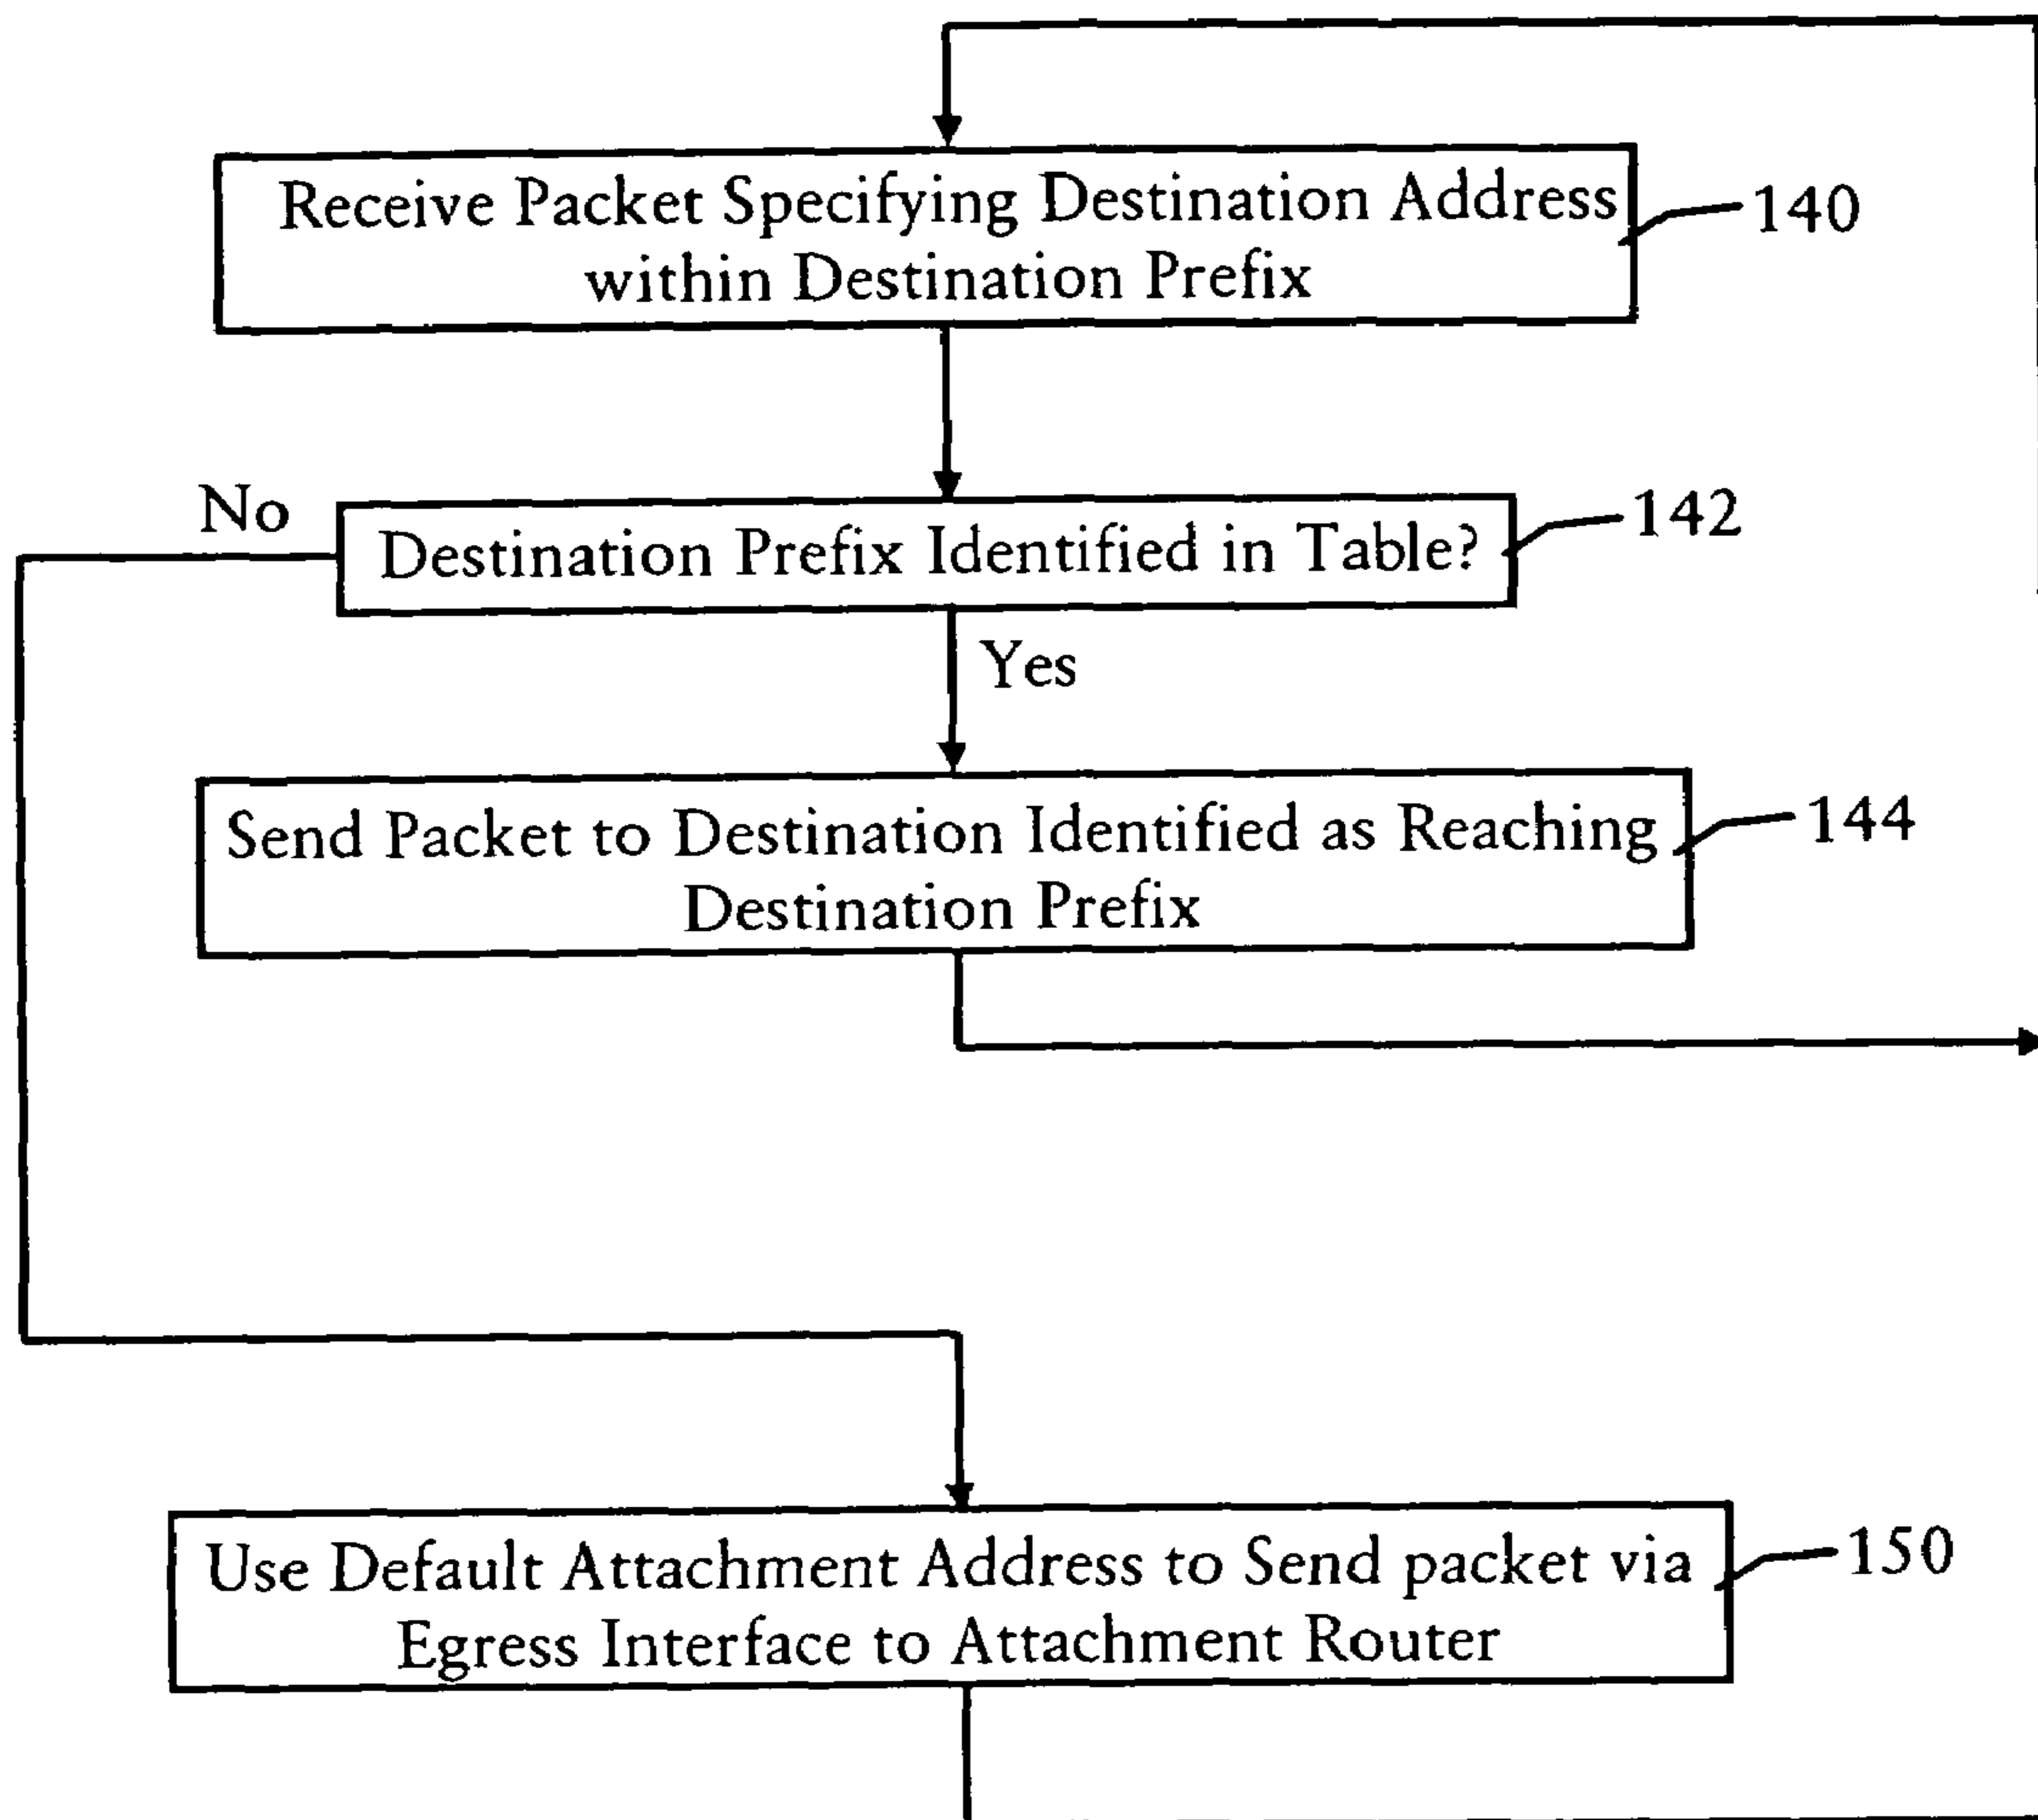 Receive Packet Specifying Destination Address
within Destination Prefix
140
No
Destination Prefix Identified in Table?
142
Yes
Send Packet to Destination Identified as Reaching
Destination Prefix
144
Use Default Attachment Address to Send packet via
Egress Interface to Attachment Router
150